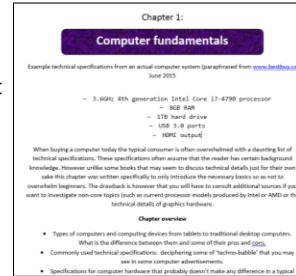 Chapter 1:
Computer fundamentals
Example technical specifications from an actual computer system (paraphrased from www.bestbuy.co
June 2015
– 3.6GHz 4th generation Intel Core i7-4790 processor
– 8GB RAM
– 1TB hard drive
– USB 3.0 ports
– HDMI output
When buying a computer today the typical consumer is often overwhelmed with a daunting list of
technical specifications. These specifications often assume that the reader has certain background
knowledge. However unlike some books that may seem to discuss technical details just for their own
sake this chapter was written specifically to only introduce the necessary basics so as not to
overwhelm beginners. The drawback is however that you will have to consult additional sources if you
want to investigate non-core topics (such as current processor models produced by Intel or AMD or th
technical details of graphics hardware.
Chapter overview
• Types of computers and computing devices from tablets to traditional desktop computers.
What is the difference between them and some of their pros and cons.
• Commonly used technical specifications: deciphering some of 'techno-babble' that you may
see in some computer advertisements.
• Specifications for computer hardware that probably doesn't make any difference in a typical